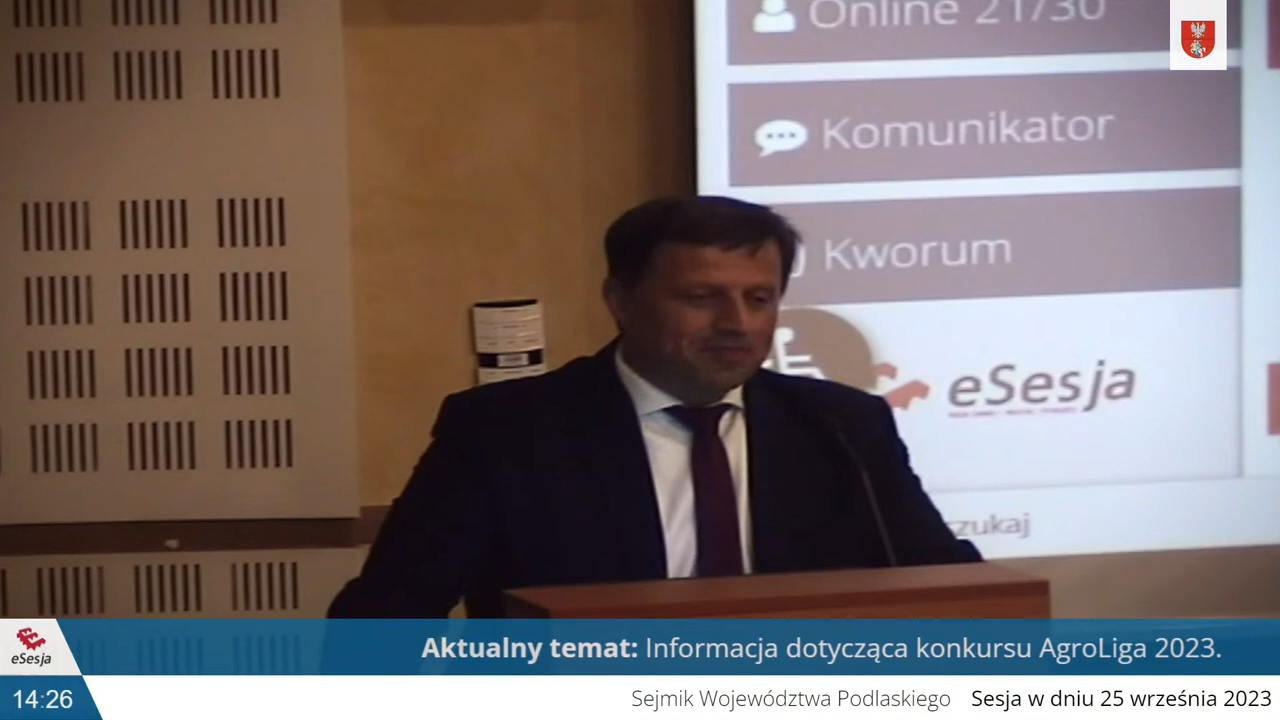 Online 21/30
Komunikator
Kworum
eSesja
zukaj
Aktualny temat: Informacja dotycząca konkursu AgroLiga 2023.
eSesja
14:26
Sejmik Województwa Podlaskiego Sesja w dniu 25 września 2023